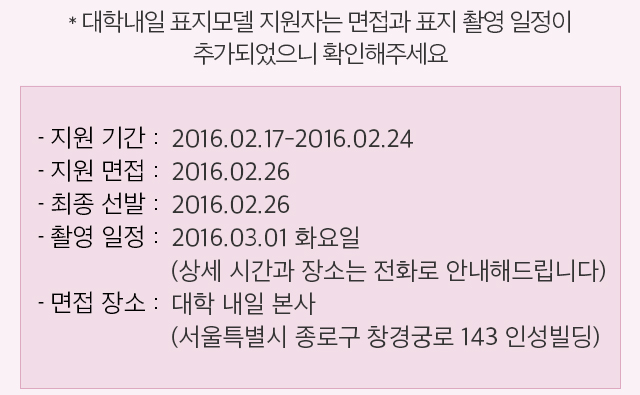 * 대학내일 표지모델 지원자는 면접과 표지 촬영 일정이
추가되었으니 확인해주세요
- 지원 기간 : 2016.02.17-2016.02.24
- 지원 면접 : 2016.02.26
- 최종 선발 : 2016.02.26
- 촬영 일정 : 2016.03.01 화요일
(상세 시간과 장소는 전화로 안내해드립니다)
- 면접 장소 : 대학 내일 본사
(서울특별시 종로구 창경궁로 143 인성빌딩)